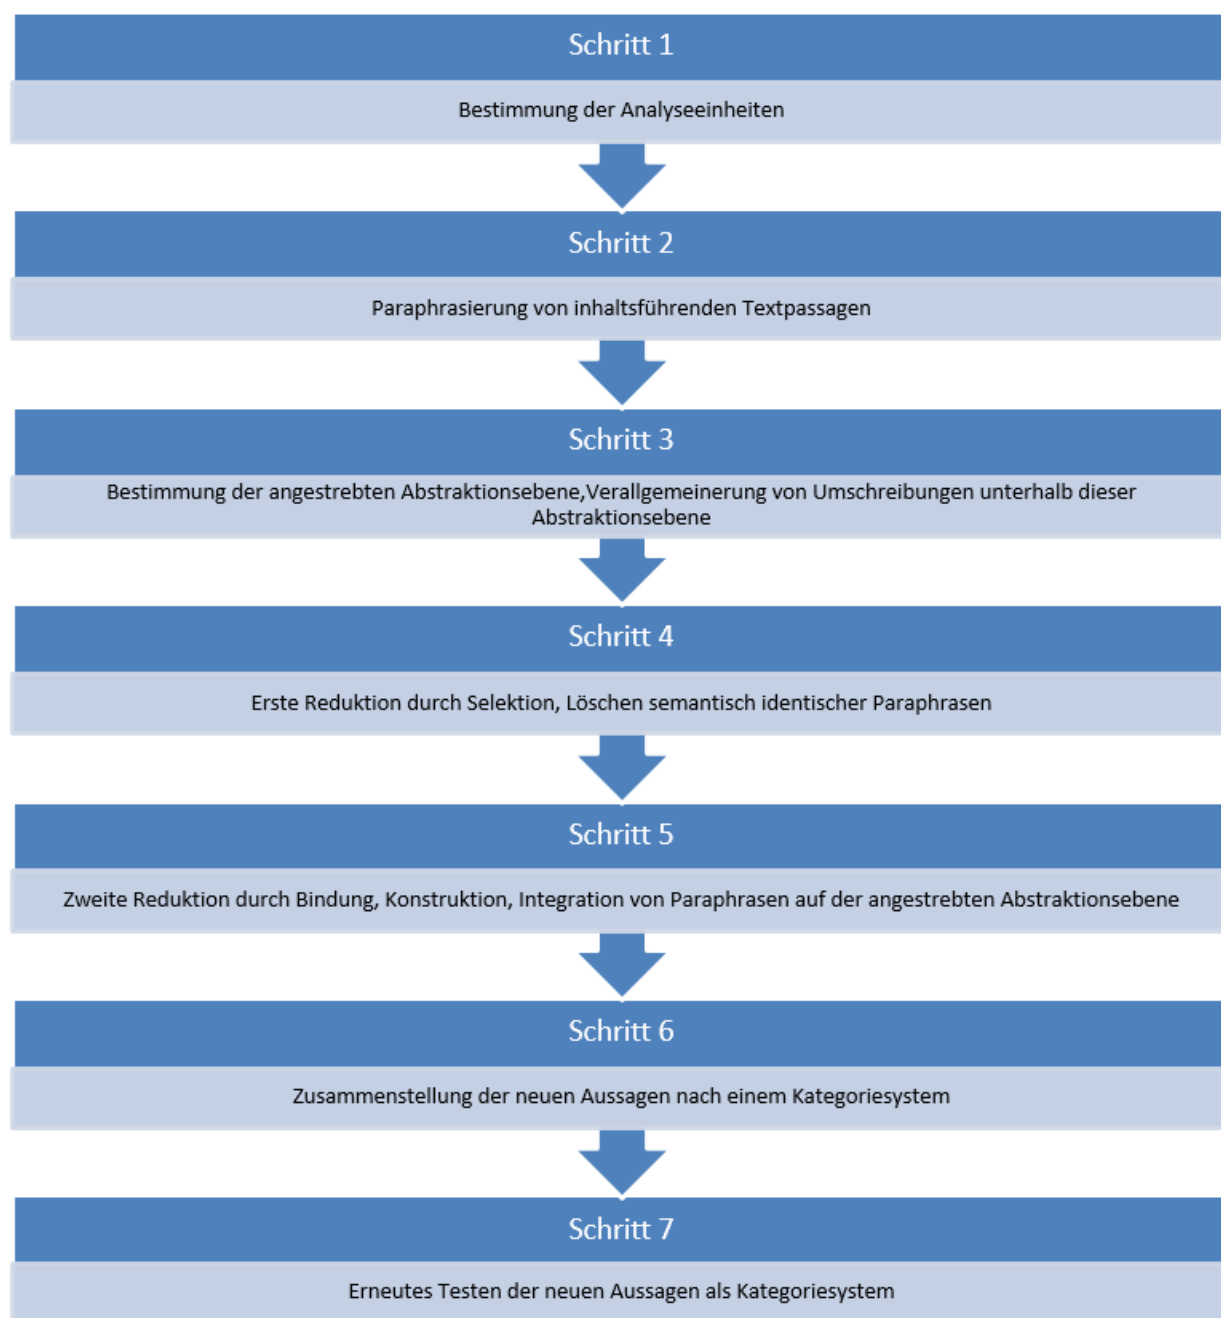 Schritt 1
Bestimmung der Analyseeinheiten
Schritt 2
Paraphrasierung von inhaltsführenden Textpassagen
Schritt 3
Bestimmung der angestrebten Abstraktionsebene,Verallgemeinerung von Umschreibungen unterhalb dieser
Abstraktionsebene
Schritt 4
Erste Reduktion durch Selektion, Löschen semantisch identischer Paraphrasen
Schritt 5
Zweite Reduktion durch Bindung, Konstruktion, Integration von Paraphrasen auf der angestrebten Abstraktionsebene
Schritt 6
Zusammenstellung der neuen Aussagen nach einem Kategoriesystem
Schritt 7
Erneutes Testen der neuen Aussagen als Kategoriesystem